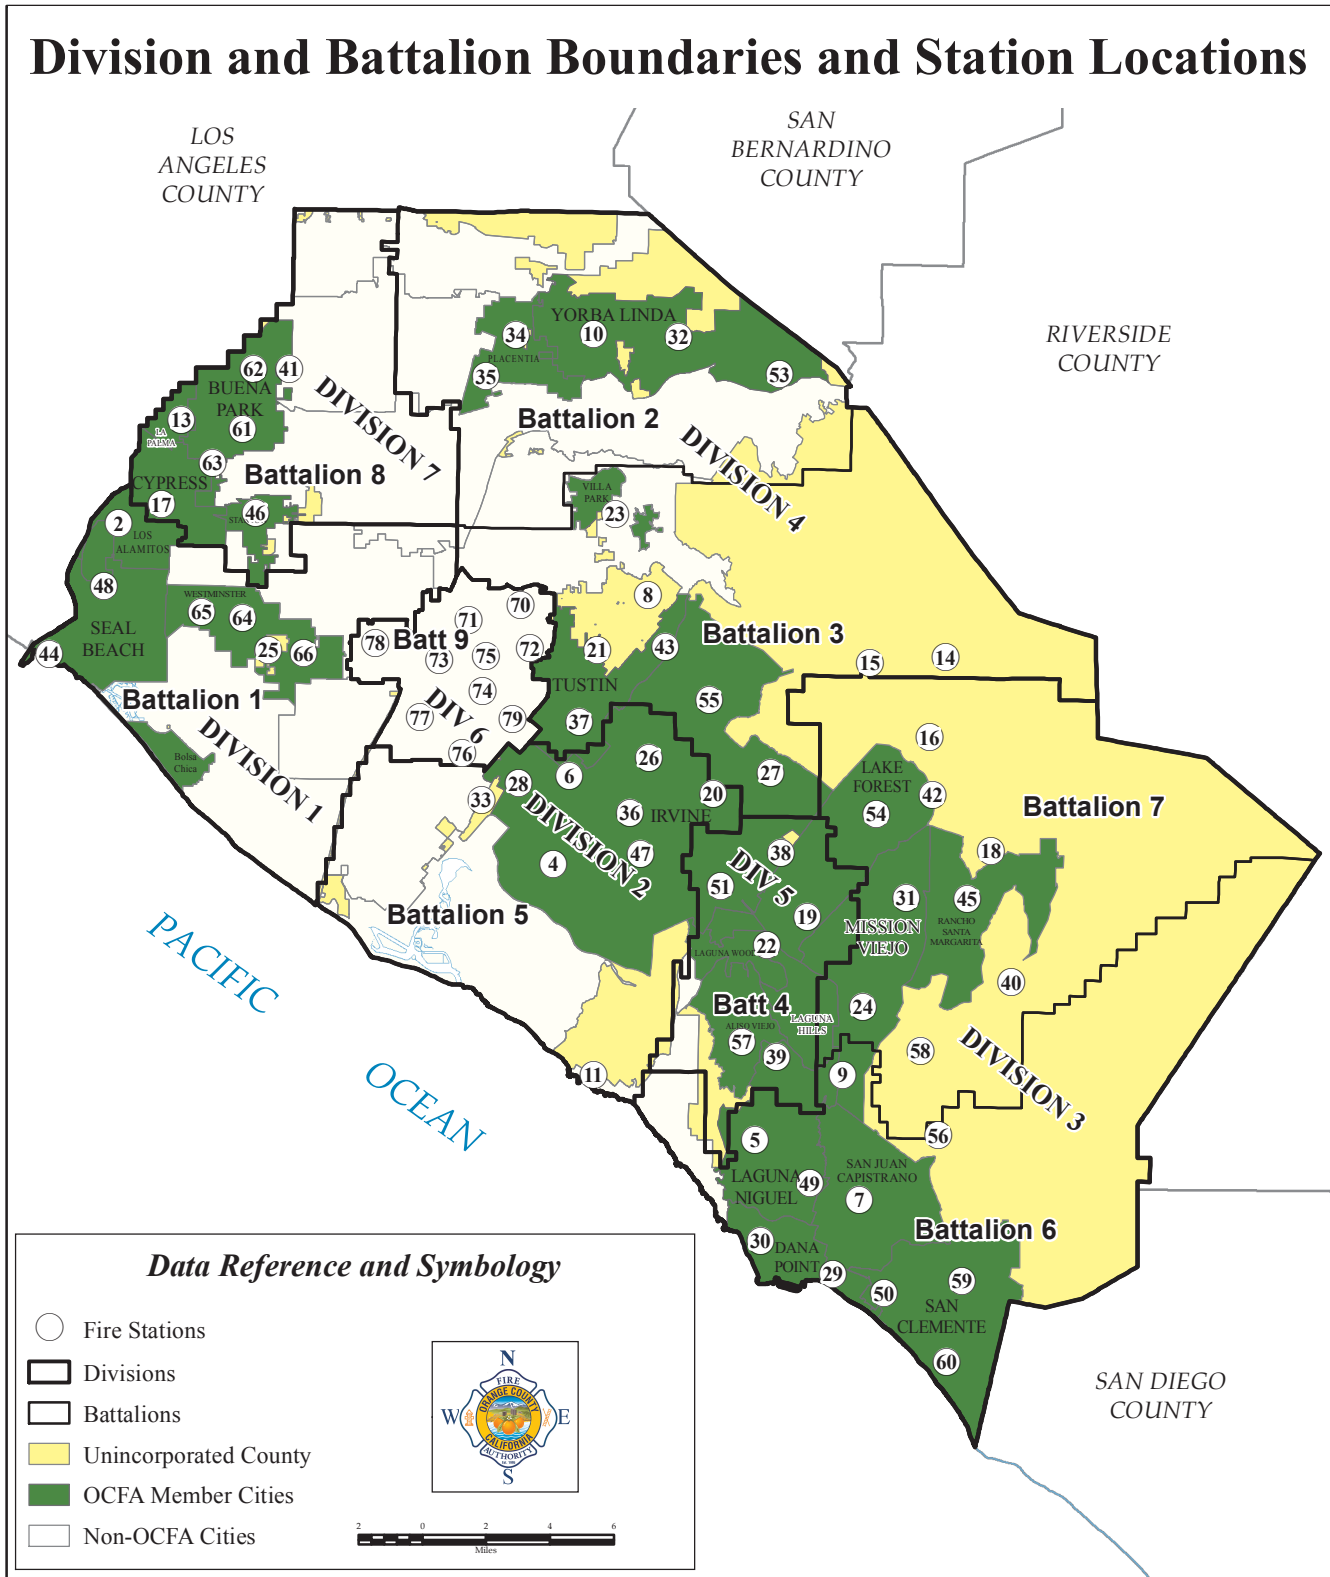 Division and Battalion Boundaries and Station Locations
LOS
ANGELES
COUNTY
SAN
BERNARDINO
COUNTY
RIVERSIDE
COUNTY
YORBA LINDA
34
10
32
PLACENTIA
35
53
62
41
BUENA
PARK
13
61
LA
PALMA
DIVISION 7
Battalion 2
DIVISION 4
63
Battalion 8
CYPRESS
17
46
VILLA
PARK
23
2
LOS
ALAMITOS
48
WESTMINSTER
65
64
SEAL
BEACH
44
25
66
78
Batt 9
70
71
72
73
75
74
77
79
DIV 6
76
8
21
43
Battalion 3
15
14
TUSTIN
55
37
Battalion 1
DIVISION 1
Bolsa
Chica
16
26
27
6
28
33
20
36
IRVINE
DIVISION 2
4
47
LAKE
FOREST
42
54
Battalion 7
18
38
DIV 5
51
19
31
45
MISSION
VIEJO
RANCHO
SANTA
MARGARITA
22
Battalion 5
40
24
Batt 4
LAGUNA
HILLS
ALISO VIEJO
57
39
58
DIVISION 3
9
11
PACIFIC
OCEAN
56
5
SAN JUAN
CAPISTRANO
LAGUNA
NIGUEL
49
7
Battalion 6
30
DANA
POINT
29
50
59
SAN
CLEMENTE
60
SAN DIEGO
COUNTY
Data Reference and Symbology
Fire Stations
Divisions
Battalions
Unincorporated County
OCFA Member Cities
Non-OCFA Cities
N
W
E
S
FIRE
ORANGE COUNTY
CALIFORNIA
AUTHORITY
2 0 2 4 6
Miles